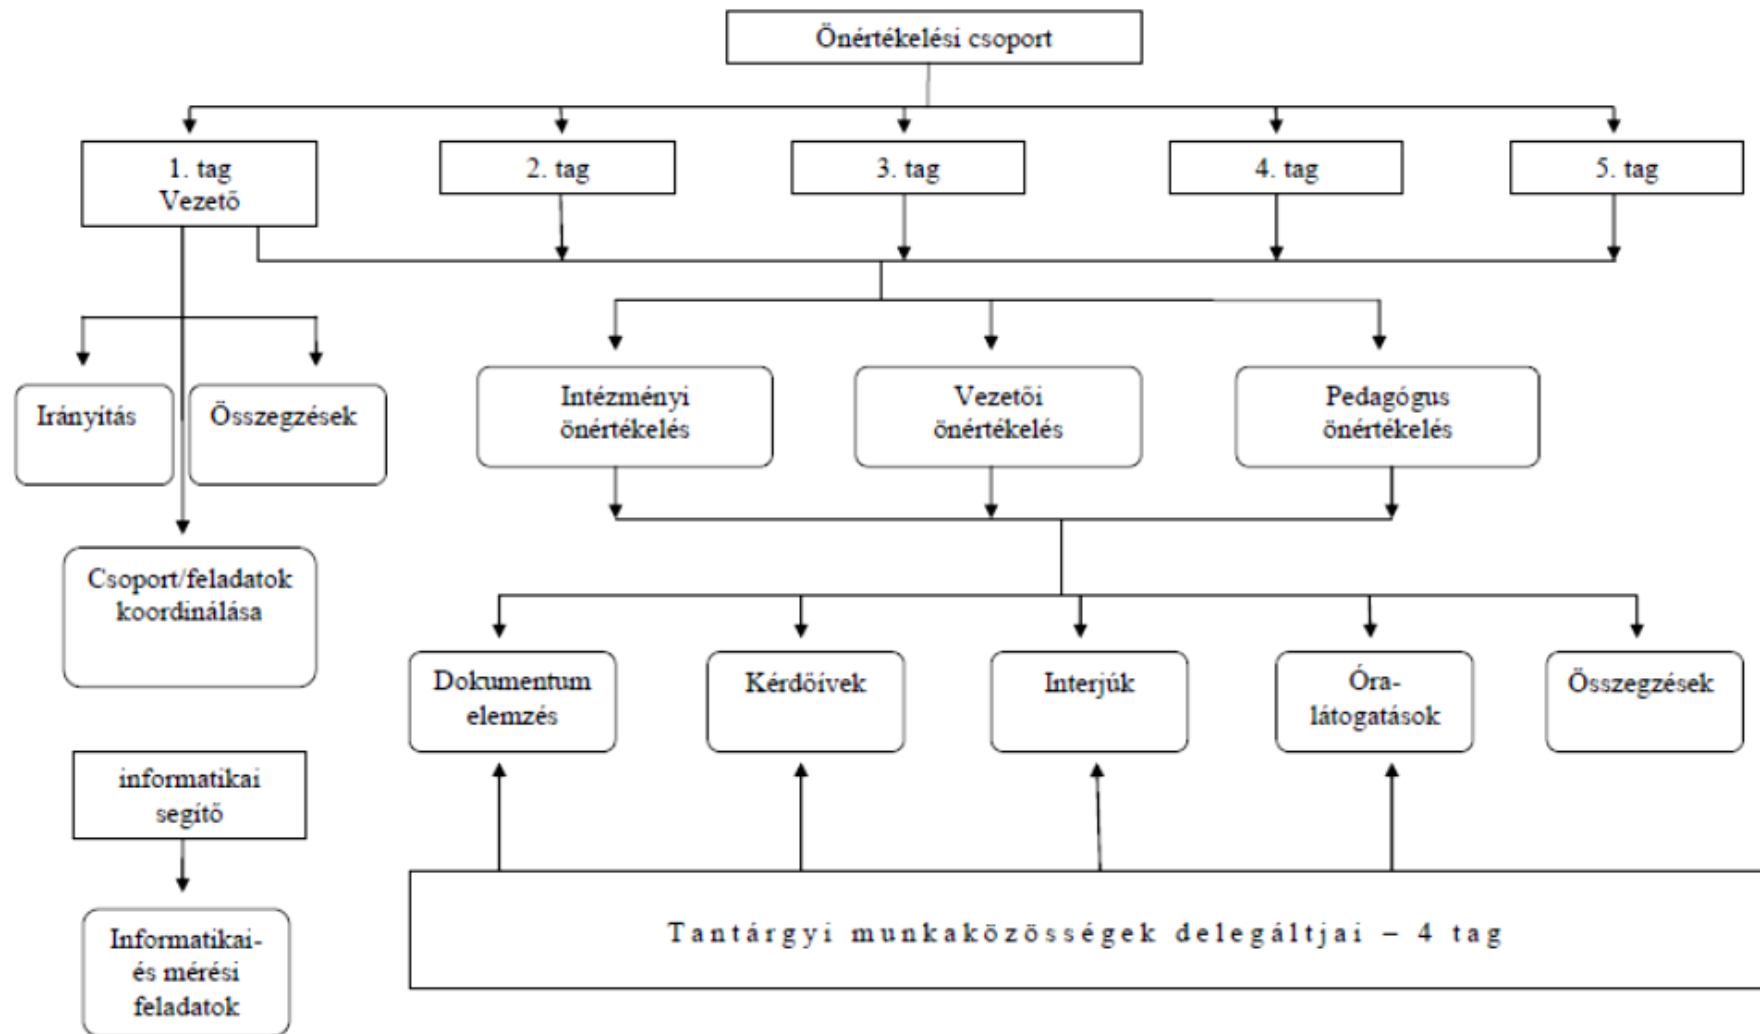 Önértékelési csoport
1. tag
Vezető
2. tag
3. tag
4. tag
5. tag
Irányítás
Összegzések
Intézményi
önértékelés
Vezetői
önértékelés
Pedagógus
önértékelés
Csoport/feladatok
koordinálása
Dokumentum
elemzés
Kérdőívek
Interjúk
Óra-
látogatások
Összegzések
informatikai
segítő
Tantárgyi munkaközösségek delegáltjai – 4 tag
Informatikai-
és mérési
feladatok